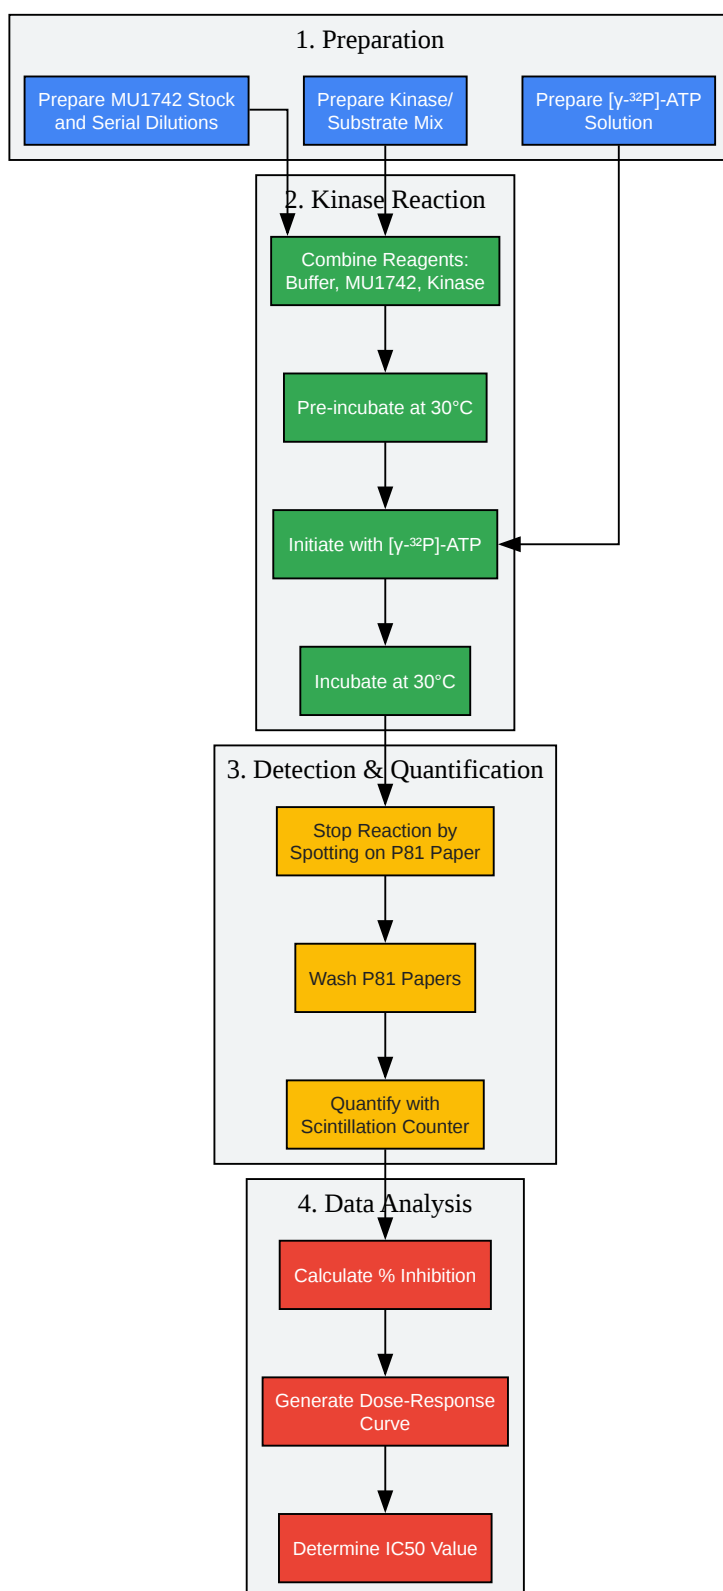 1. Preparation
Prepare MU1742 Stock
and Serial Dilutions
Prepare Kinase/
Substrate Mix
Prepare [γ-³²P]-ATP
Solution
2. Kinase Reaction
Combine Reagents:
Buffer, MU1742, Kinase
Pre-incubate at 30°C
Initiate with [γ-³²P]-ATP
Incubate at 30°C
3. Detection & Quantification
Stop Reaction by
Spotting on P81 Paper
Wash P81 Papers
Quantify with
Scintillation Counter
4. Data Analysis
Calculate % Inhibition
Generate Dose-Response
Curve
Determine IC50 Value